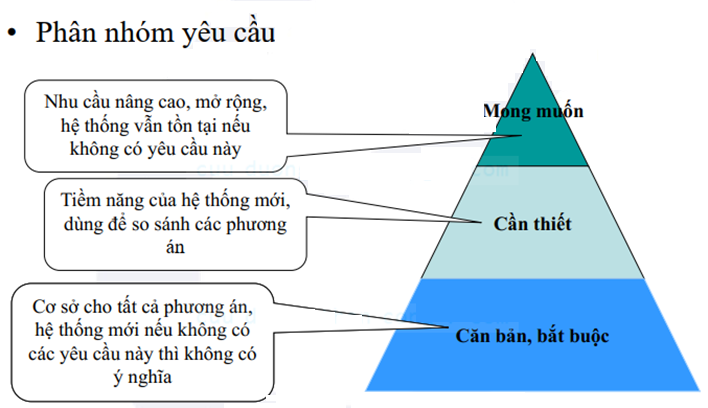 • Phân nhóm yêu cầu
Nhu cầu nâng cao, mở rộng,
hệ thống vẫn tồn tại nếu
không có yêu cầu này
Mong muốn
Tiềm năng của hệ thống mới,
dùng để so sánh các phương
án
Cần thiết
Cơ sở cho tất cả phương án,
hệ thống mới nếu không có
các yêu cầu này thì không có
ý nghĩa
Căn bản, bắt buộc